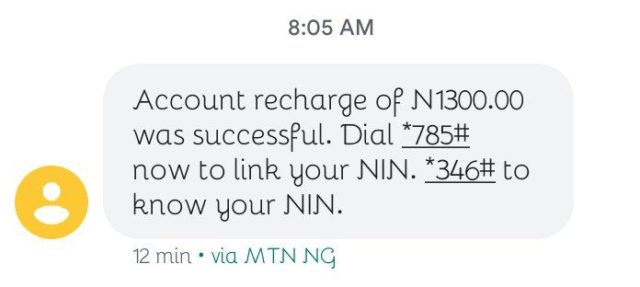 8:05 AM
Account recharge of N1300.00
was successful. Dial *785#
now to link your NIN. *346# to
know your NIN.
12 min • via MTN NG